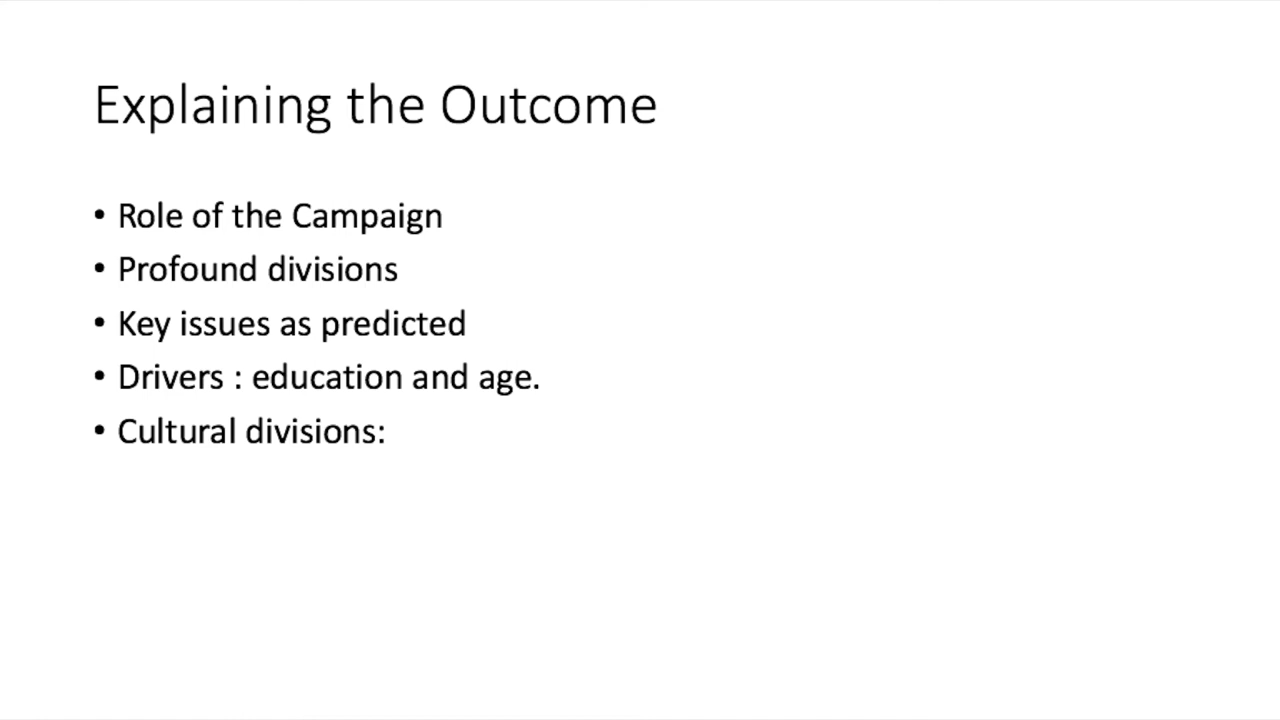 Explaining the Outcome
• Role of the Campaign
• Profound divisions
• Key issues as predicted
• Drivers : education and age.
• Cultural divisions: